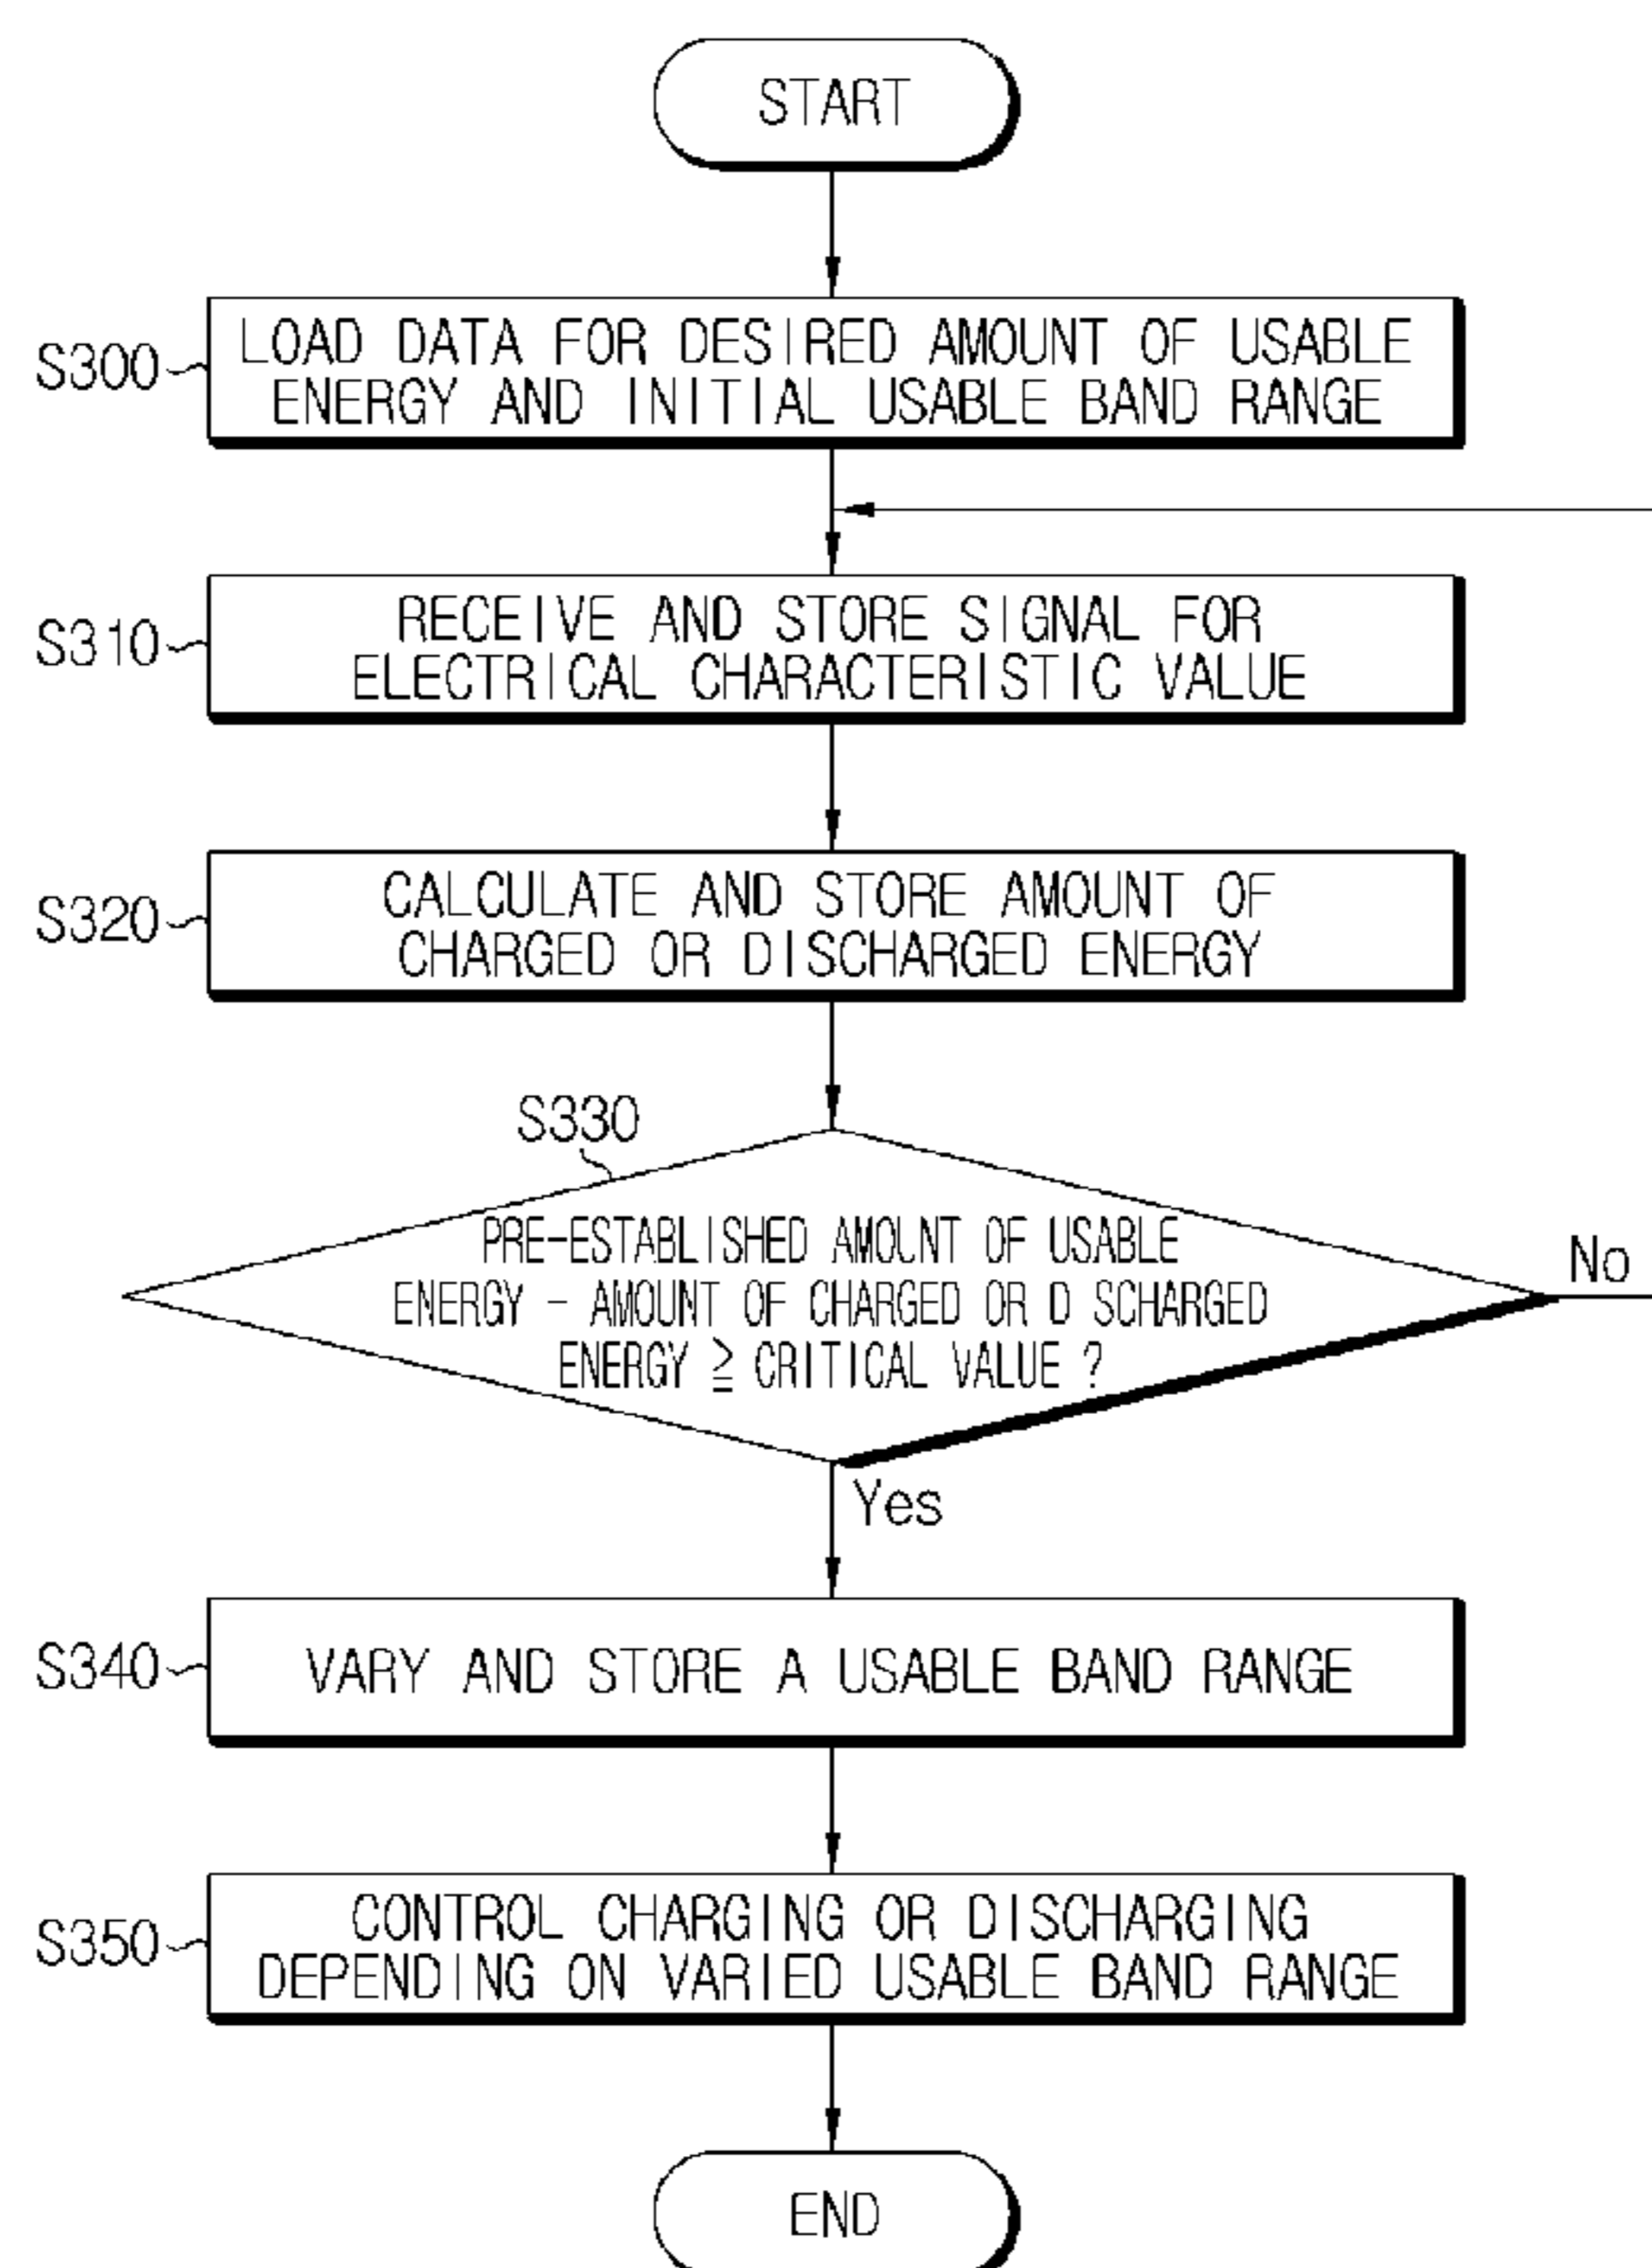 START
S300
LOAD DATA FOR DESIRED AMOUNT OF USABLE
ENERGY AND INITIAL USABLE BAND RANGE
S310
RECEIVE AND STORE SIGNAL FOR
ELECTRICAL CHARACTERISTIC VALUE
S320
CALCULATE AND STORE AMOUNT OF
CHARGED OR DISCHARGED ENERGY
S330
PRE-ESTABLISHED AMOUNT OF USABLE
ENERGY - AMOUNT OF CHARGED OR D SCHARGED
ENERGY ≧ CRITICAL VALUE ?
No
Yes
S340
VARY AND STORE A USABLE BAND RANGE
S350
CONTROL CHARGING OR DISCHARGING
DEPENDING ON VARIED USABLE BAND RANGE
END